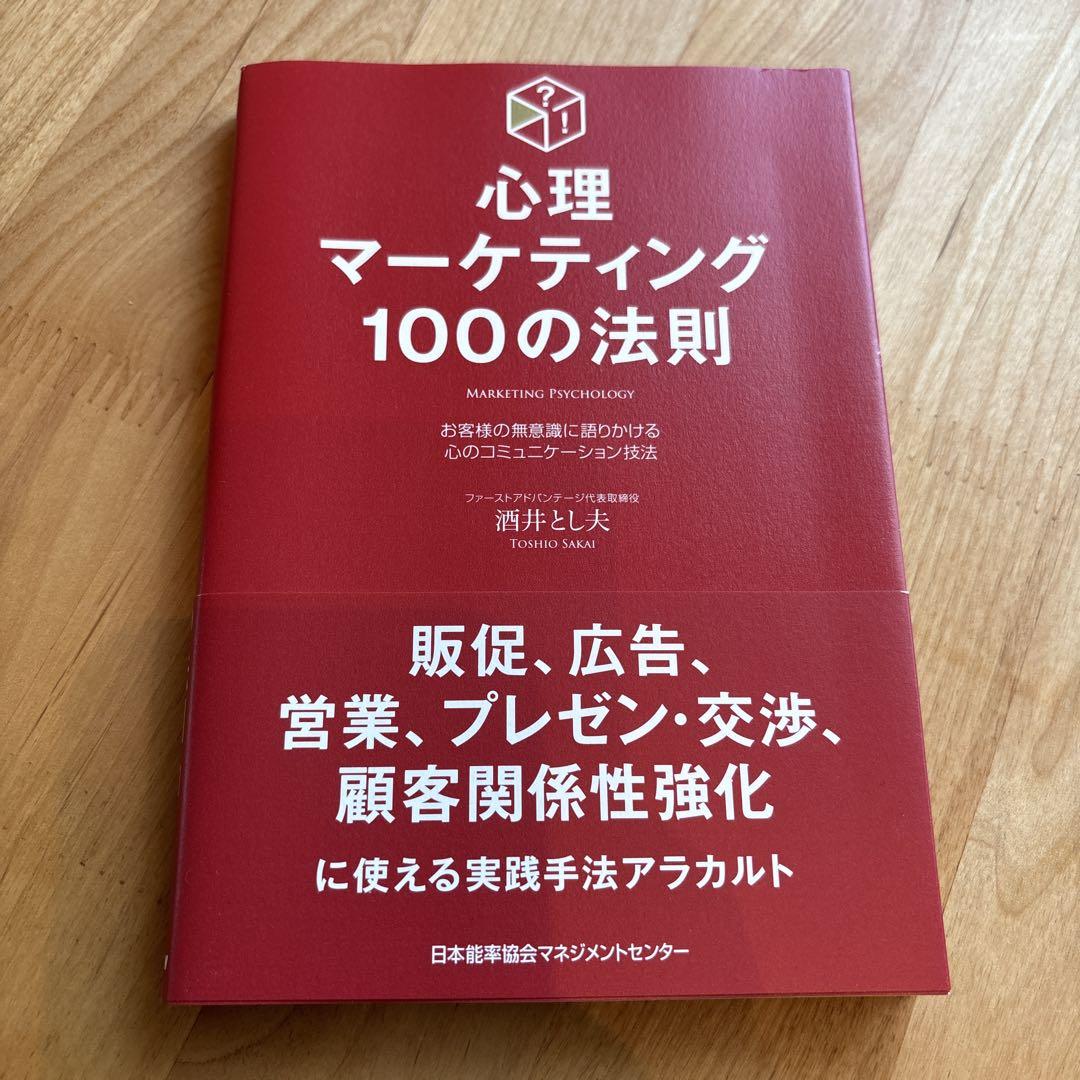 ?
!
心理
マーケティング
100の法則
MARKETING PSYCHOLOGY
お客様の無意識に語りかける
心のコミュニケーション技法
ファーストアドバンテージ代表取締役
酒井とし夫
TOSHIO SAKAI
販促、広告、
営業、プレゼン・交渉、
顧客関係性強化
に使える実践手法アラカルト
日本能率協会マネジメントセンター